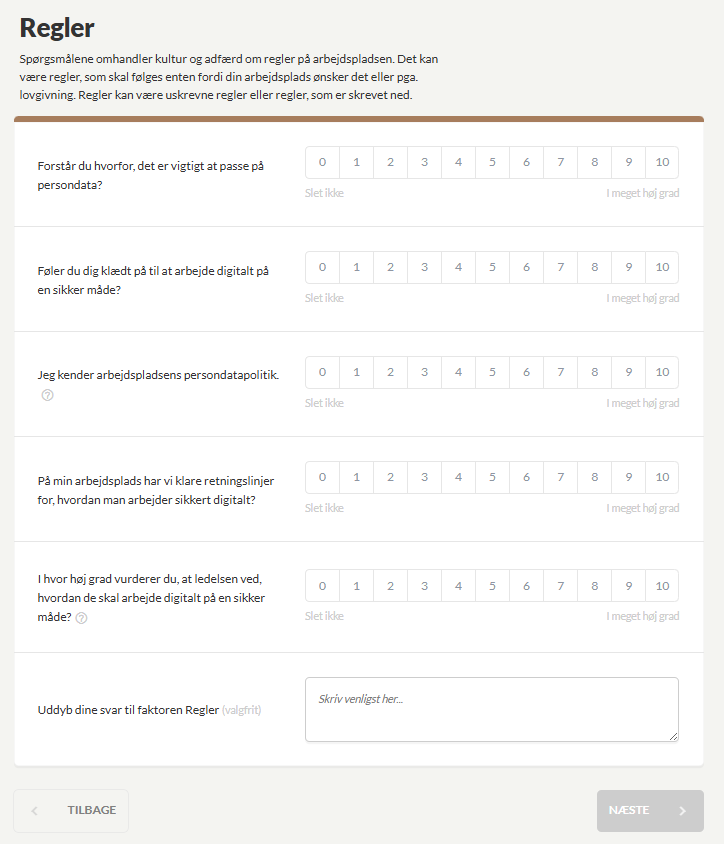 Regler
Spørgsmålene omhandler kultur og adfærd om regler på arbejdspladsen. Det kan
være regler, som skal følges enten fordi din arbejdsplads ønsker det eller pga.
lovgivning. Regler kan være uskrevne regler eller regler, som er skrevet ned.
Forstår du hvorfor, det er vigtigt at passe på
persondata?
0 1 2 3 4 5 6 7 8 9 10
Slet ikke I meget høj grad
Føler du dig klædt på til at arbejde digitalt på
en sikker måde?
0 1 2 3 4 5 6 7 8 9 10
Slet ikke I meget høj grad
Jeg kender arbejdspladsens persondatapolitik.
?
0 1 2 3 4 5 6 7 8 9 10
Slet ikke I meget høj grad
På min arbejdsplads har vi klare retningslinjer
for, hvordan man arbejder sikkert digitalt?
0 1 2 3 4 5 6 7 8 9 10
Slet ikke I meget høj grad
I hvor høj grad vurderer du, at ledelsen ved,
hvordan de skal arbejde digitalt på en sikker
måde? ?
0 1 2 3 4 5 6 7 8 9 10
Slet ikke I meget høj grad
Uddyb dine svar til faktoren Regler (valgfrit)
Skriv venligst her...
TILBAGE
NÆSTE